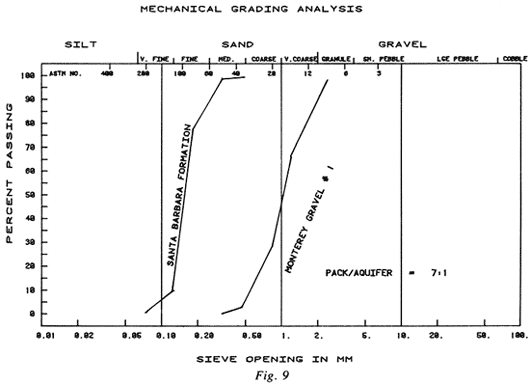 MECHANICAL GRADING ANALYSIS
SILT SAND GRAVEL
V. FINE FINE MED. COARSE V.COARSE GRANULE SM. PEBBLE LGE PEBBLE COBBLE
ASTM NO. 400 200 100 60 40 20 12 6 3
PERCENT PASSING
100
90
80
70
60
50
40
30
20
10
0
SANTA BARBARA FORMATION
MONTEREY GRAVEL # 1
PACK/AQUIFER = 7:1
0.01 0.02 0.05 0.10 0.20 0.50 1. 2. 5. 10. 20. 50. 100.
SIEVE OPENING IN MM
Fig. 9